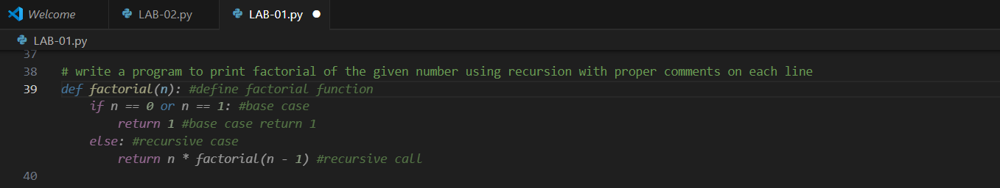 Welcome LAB-02.py LAB-01.py
LAB-01.py
37
38 # write a program to print factorial of the given number using recursion with proper comments on each line
39 def factorial(n): #define factorial function
if n == 0 or n == 1: #base case
return 1 #base case return 1
else: #recursive case
return n * factorial(n - 1) #recursive call
40